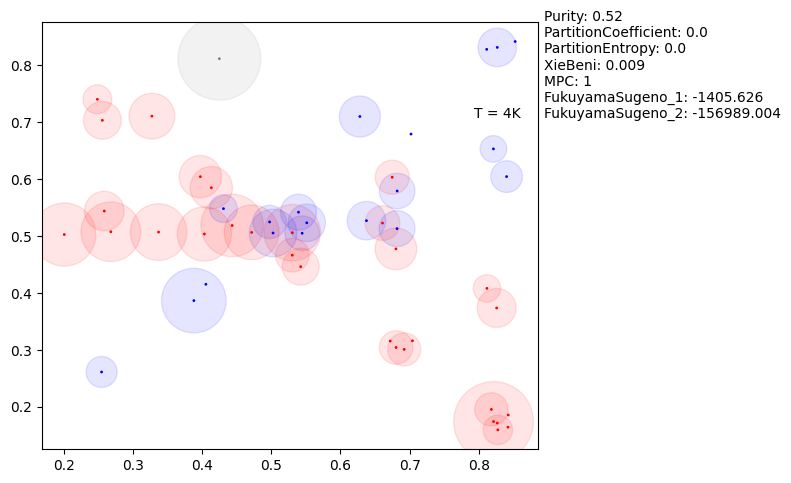 Purity: 0.52
PartitionCoefficient: 0.0
PartitionEntropy: 0.0
XieBeni: 0.009
MPC: 1
FukuyamaSugeno_1: -1405.626
FukuyamaSugeno_2: -156989.004
T = 4K
0.8
0.7
0.6
0.5
0.4
0.3
0.2
0.2 0.3 0.4 0.5 0.6 0.7 0.8